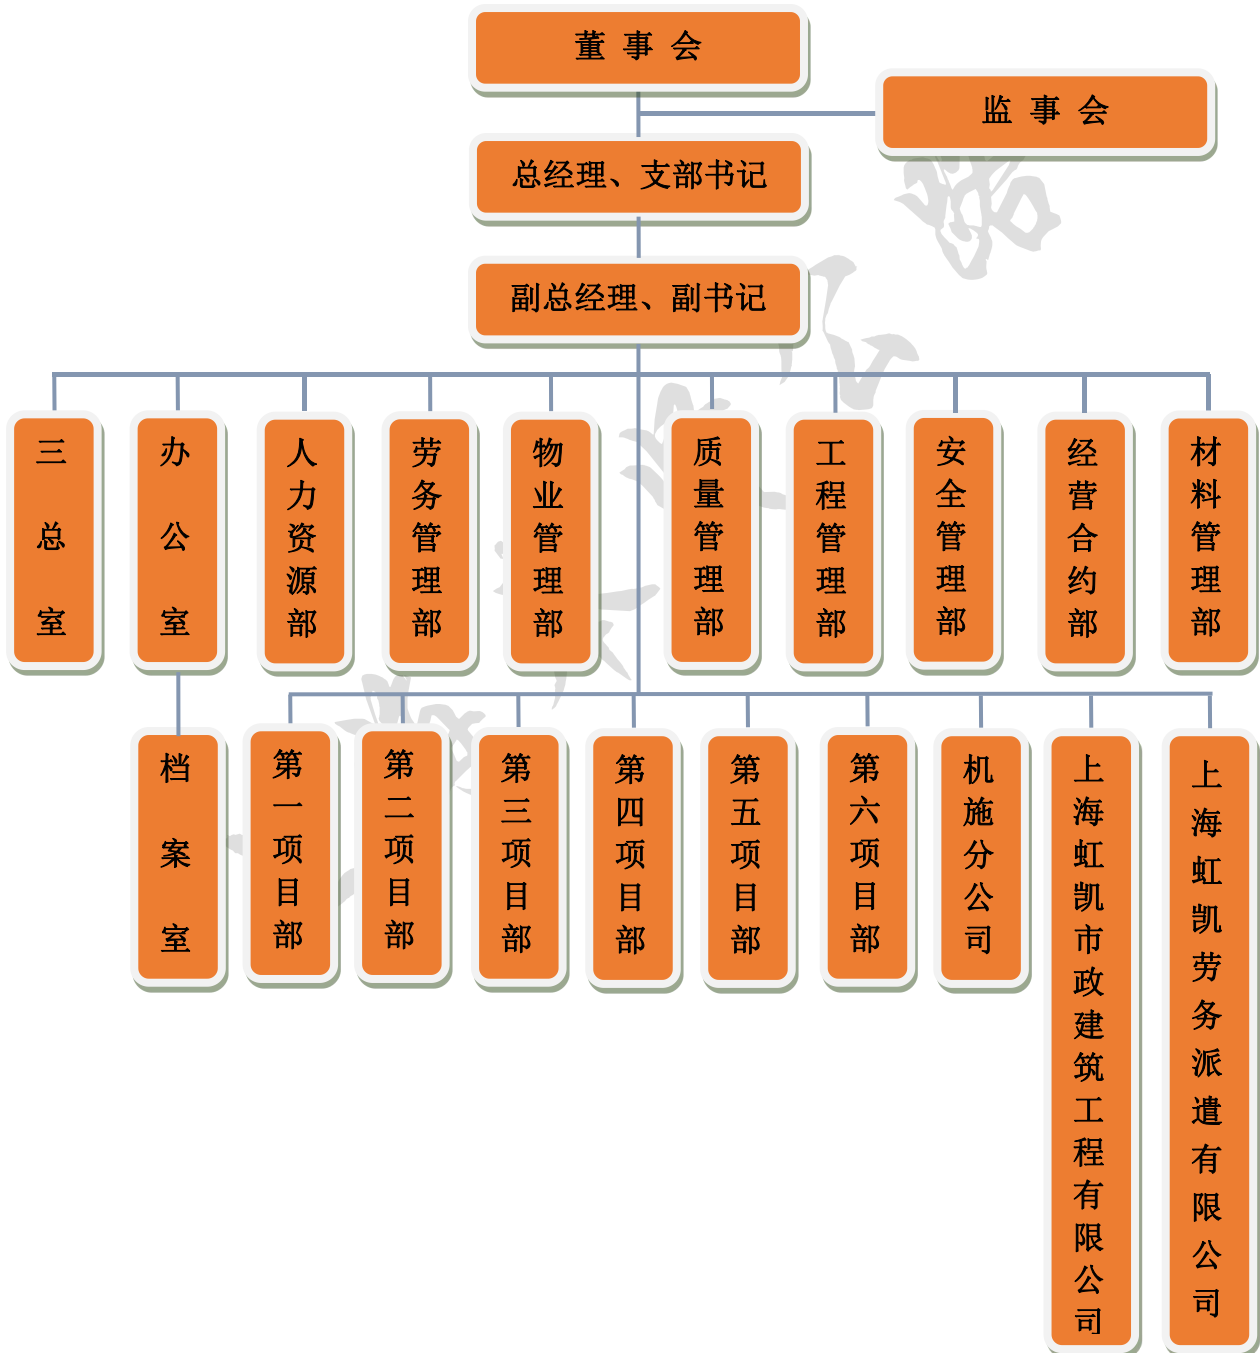 董事会
监事会
总经理、支部书记
副总经理、副书记
三总室
办公室
人力资源部
劳务管理部
物业管理部
质量管理部
工程管理部
安全管理部
经营合约部
材料管理部
档案室
第一项目部
第二项目部
第三项目部
第四项目部
第五项目部
第六项目部
机施分公司
上海虹凯市政建筑工程有限公司
上海虹凯劳务派遣有限公司